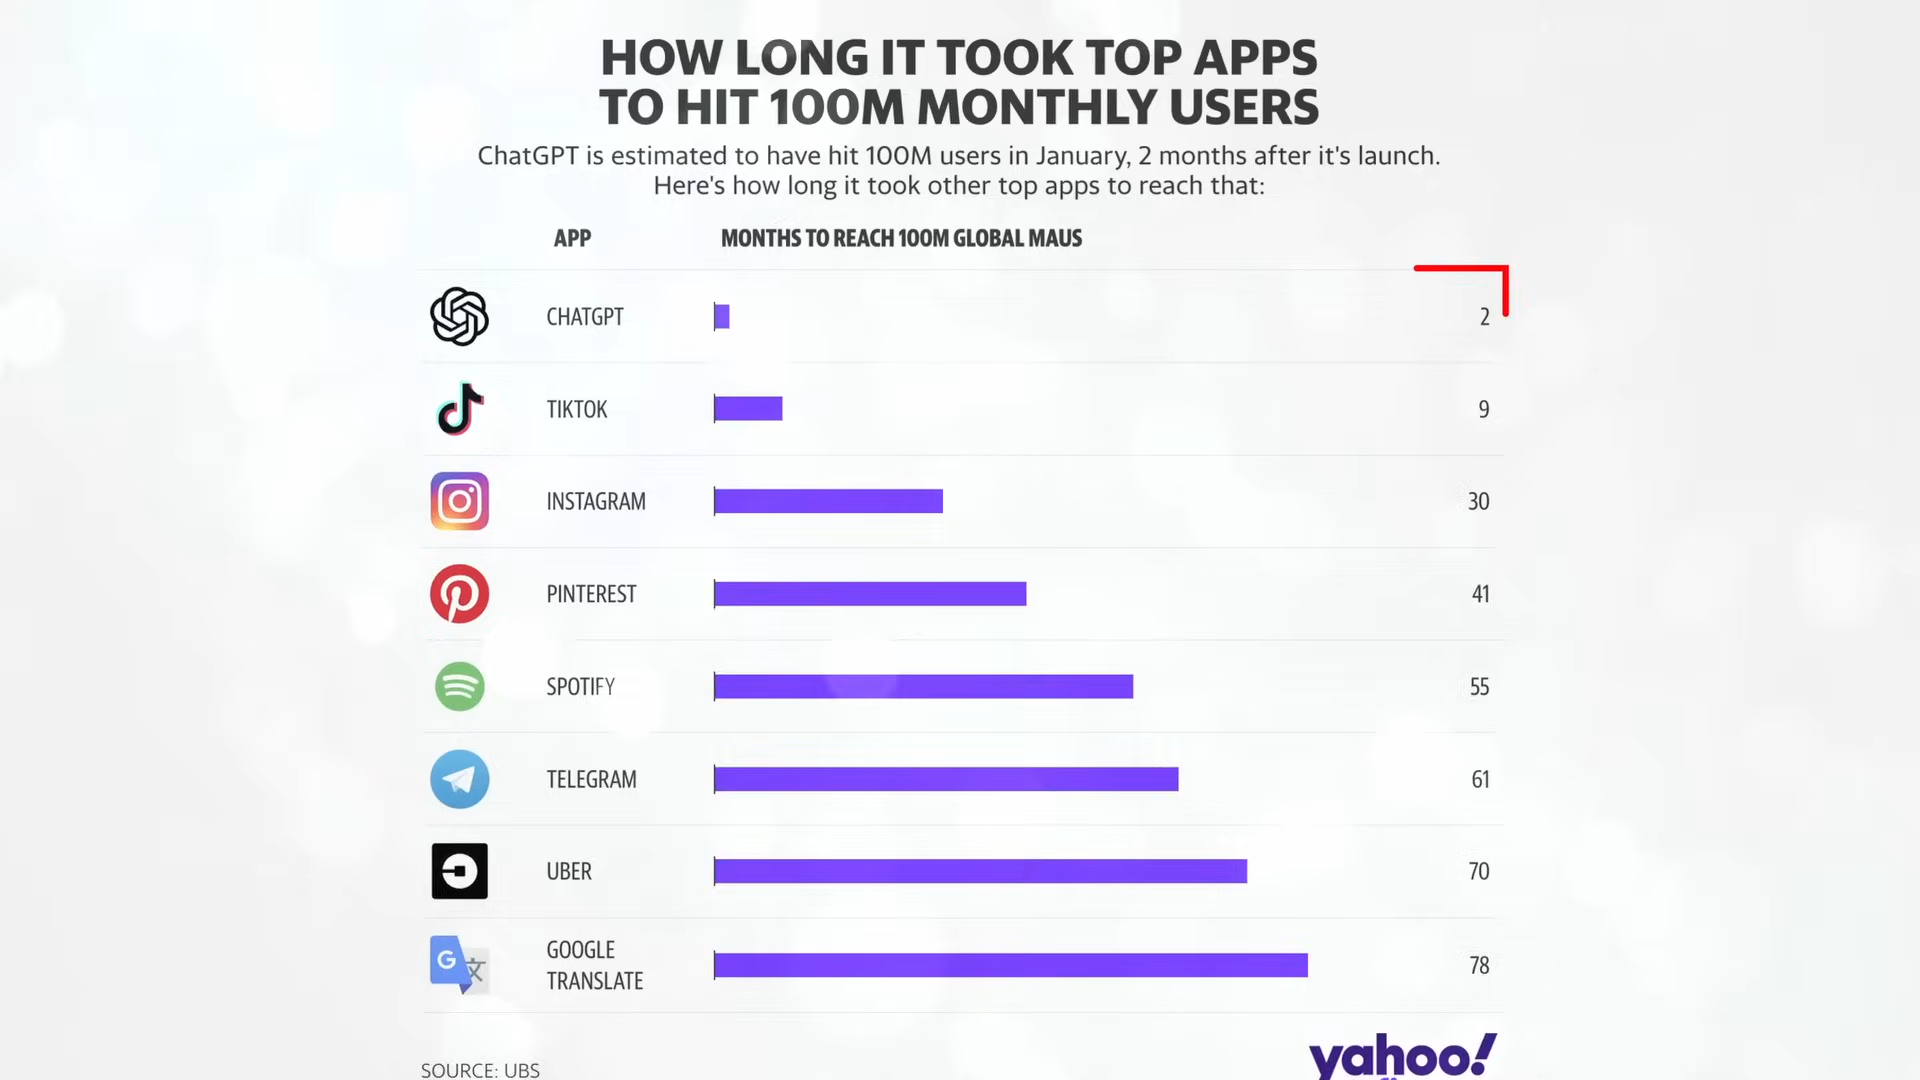 HOW LONG IT TOOK TOP APPS
TO HIT 100M MONTHLY USERS
ChatGPT is estimated to have hit 100M users in January, 2 months after it's launch.
Here's how long it took other top apps to reach that:
APP MONTHS TO REACH 100M GLOBAL MAUS
CHATGPT 2
TIKTOK 9
INSTAGRAM 30
PINTEREST 41
SPOTIFY 55
TELEGRAM 61
UBER 70
G 文
GOOGLE
TRANSLATE 78
SOURCE: UBS
yahoo!